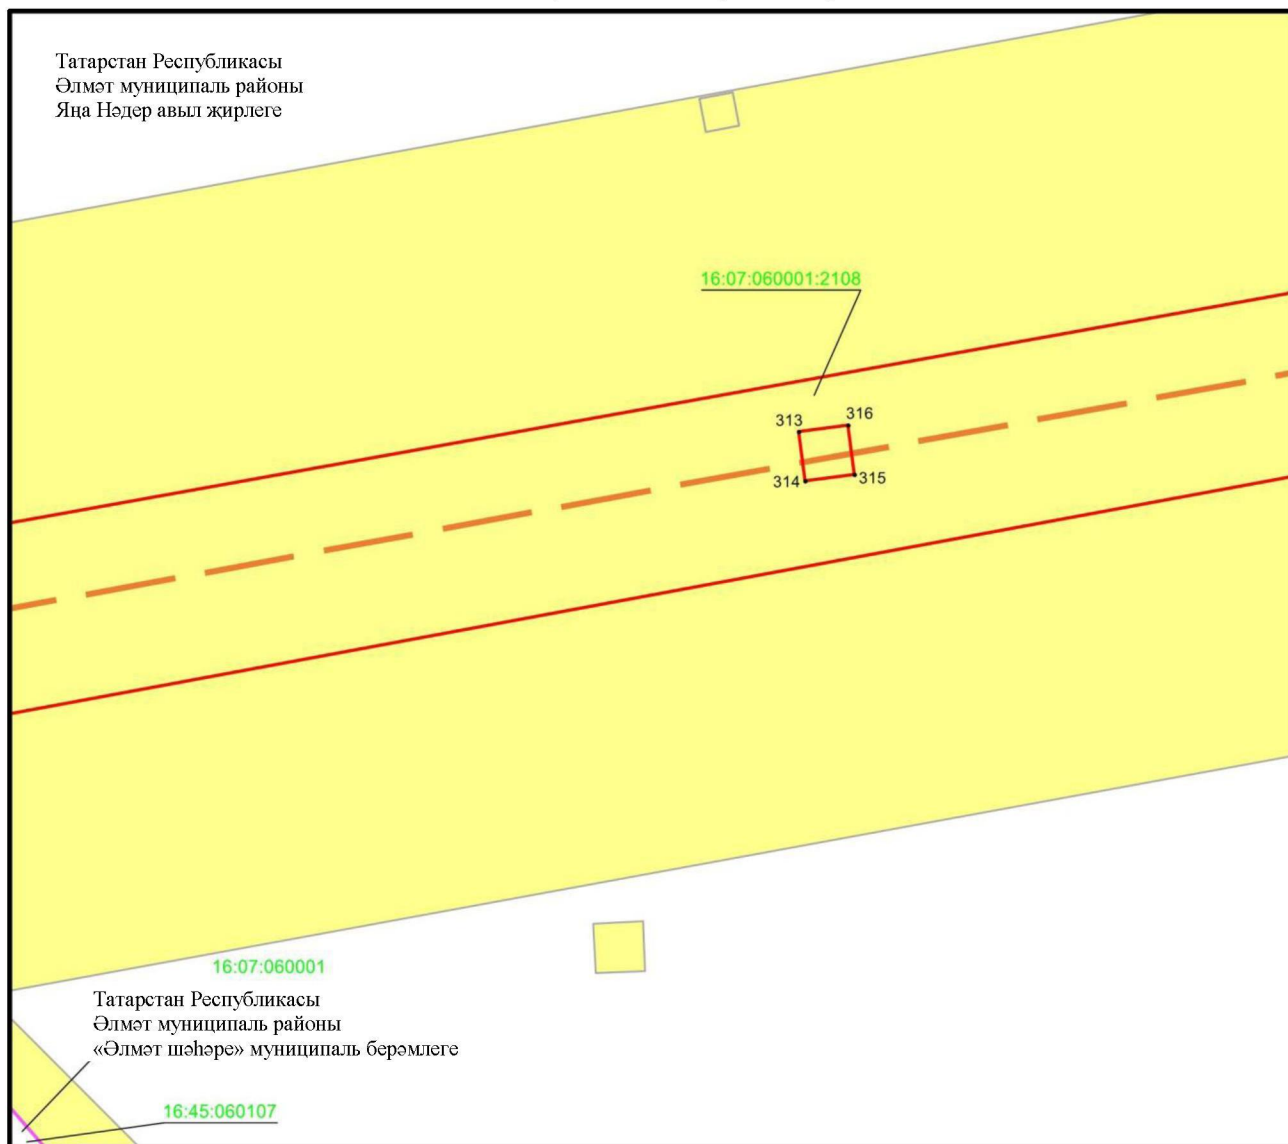 Татарстан Республикасы
Әлмәт муниципаль районы
Яңа Нәдер авыл җирлеге
16:07:060001:2108
313
316
314
315
16:07:060001
Татарстан Республикасы
Әлмәт муниципаль районы
«Әлмәт шәһәре» муниципаль берәмлеге
16:45:060107